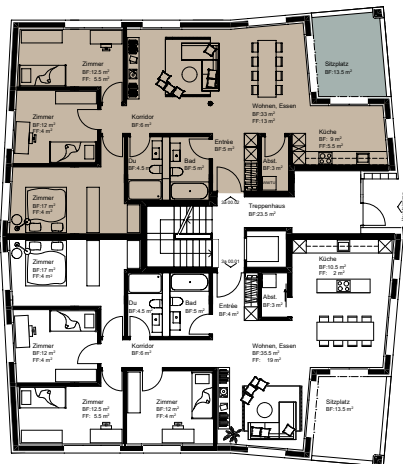 Zimmer
BF:12.5 m²
FF: 5.5 m²
Sitzplatz
BF:13.5 m²
Zimmer
BF:12 m²
FF:4 m²
Korridor
BF:6 m²
Wohnen, Essen
BF:33 m²
FF:13 m²
Küche
BF: 9 m²
FF:5.5 m²
Entrée
BF:5 m²
Du
BF:4.5 m²
Bad
BF:5 m²
Abst.
BF:3 m²
Zimmer
BF:17 m²
FF:4 m²
Treppenhaus
BF:23.5 m²
Zimmer
BF:17 m²
FF:4 m²
Küche
BF:10.5 m²
FF: 2 m²
Du
BF:4.5 m²
Bad
BF:5 m²
Entrée
BF:4 m²
Abst.
BF:3 m²
Zimmer
BF:12 m²
FF:4 m²
Korridor
BF:6 m²
Wohnen, Essen
BF:35.5 m²
FF: 19 m²
Zimmer
BF:12.5 m²
FF: 5.5 m²
Zimmer
BF:12 m²
FF:4 m²
Sitzplatz
BF:13.5 m²